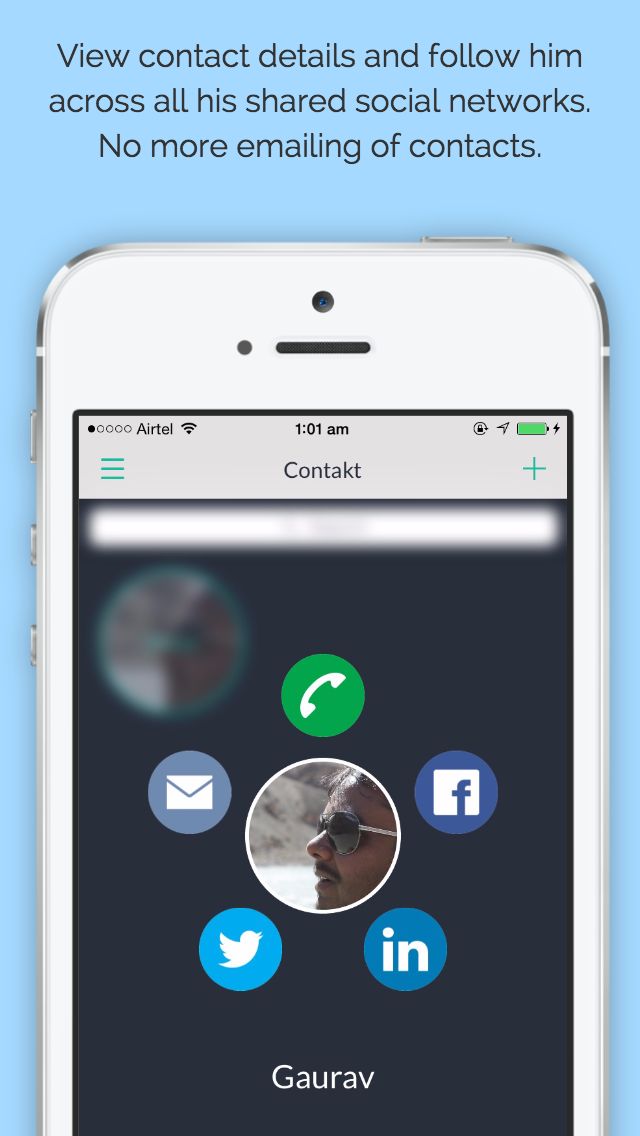 View contact details and follow him
across all his shared social networks.
No more emailing of contacts.
Airtel 1:01 am
Contakt
in
Gaurav